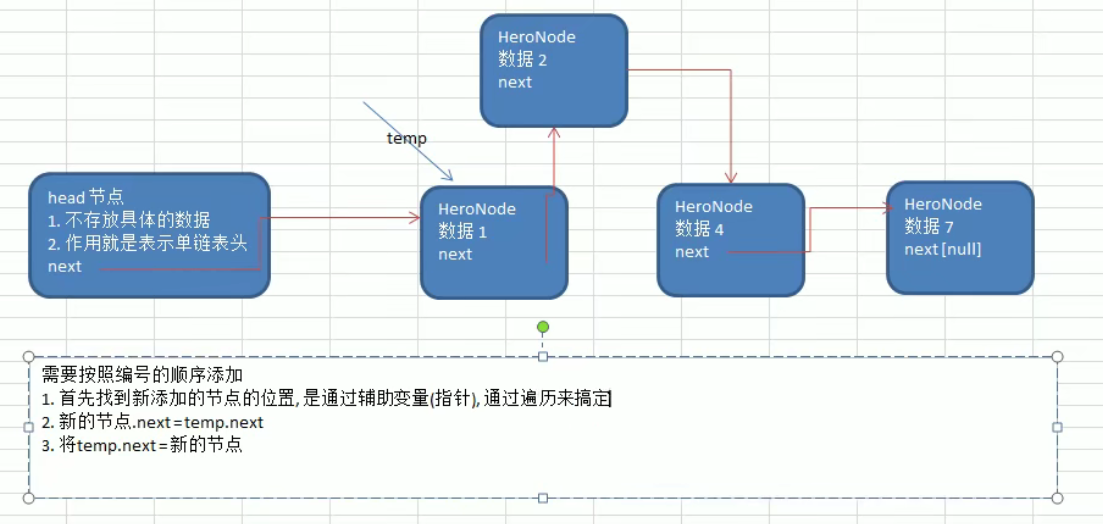 HeroNode
数据 2
next
temp
head 节点
1. 不存放具体的数据
2. 作用就是表示单链表头
next
HeroNode
数据 1
next
HeroNode
数据 4
next
HeroNode
数据 7
next[null]
需要按照编号的顺序添加
1. 首先找到新添加的节点的位置, 是通过辅助变量(指针), 通过遍历来搞定
2. 新的节点.next=temp.next
3. 将temp.next=新的节点